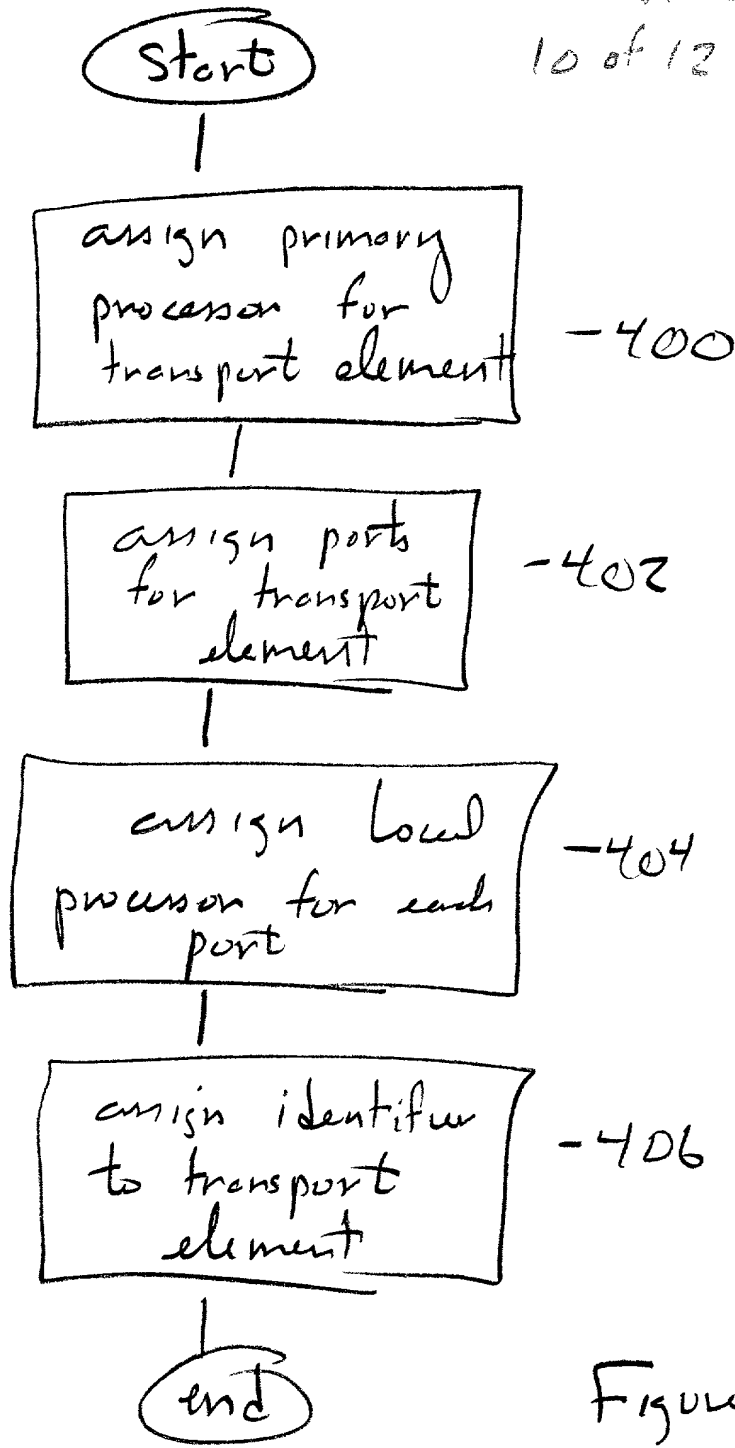 Start
10 of 12
assign primary
processor for
transport element
-400
assign ports
for transport
element
-402
assign local
processor for each
port
-404
assign identifier
to transport
element
-406
end
Figure